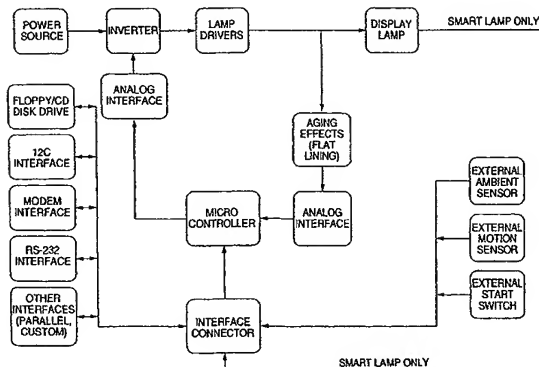 POWER
SOURCE
INVERTER
LAMP
DRIVERS
DISPLAY
LAMP
SMART LAMP ONLY
ANALOG
INTERFACE
FLOPPY/CD
DISK DRIVE
12C
INTERFACE
MODEM
INTERFACE
RS-232
INTERFACE
OTHER
INTERFACES
(PARALLEL,
CUSTOM)
AGING
EFFECTS
(FLAT
LINING)
MICRO
CONTROLLER
ANALOG
INTERFACE
EXTERNAL
AMBIENT
SENSOR
EXTERNAL
MOTION
SENSOR
EXTERNAL
START
SWITCH
INTERFACE
CONNECTOR
SMART LAMP ONLY